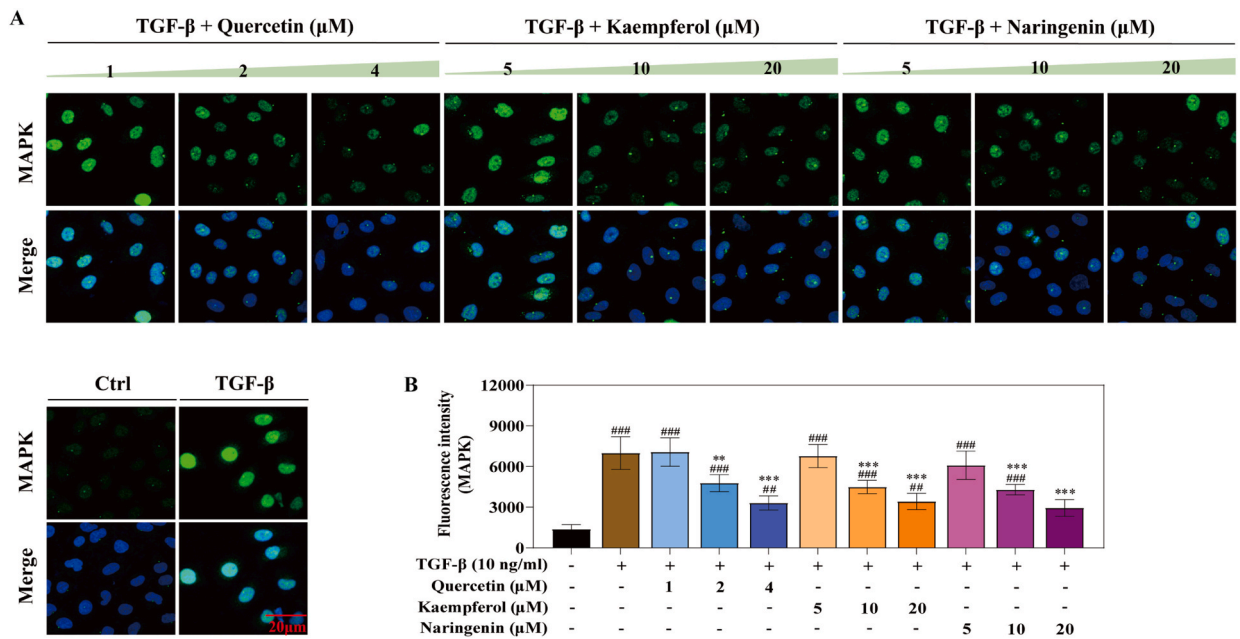 A
TGF-β + Quercetin (μM) TGF-β + Kaempferol (μM) TGF-β + Naringenin (μM)
1 2 4 5 10 20 5 10 20
MAPK
Merge
Ctrl TGF-β
MAPK
Merge
20μm
B
Fluorescence intensity
(MAPK)
12000
9000
6000
3000
0
### ### ** ### *** ## ### *** ### *** ## ### *** ### ***
TGF-β (10 ng/ml) - + + + + + + + + + +
Quercetin (μM) - - 1 2 4 - - - - - -
Kaempferol (μM) - - - - - 5 10 20 - - -
Naringenin (μM) - - - - - - - - 5 10 20